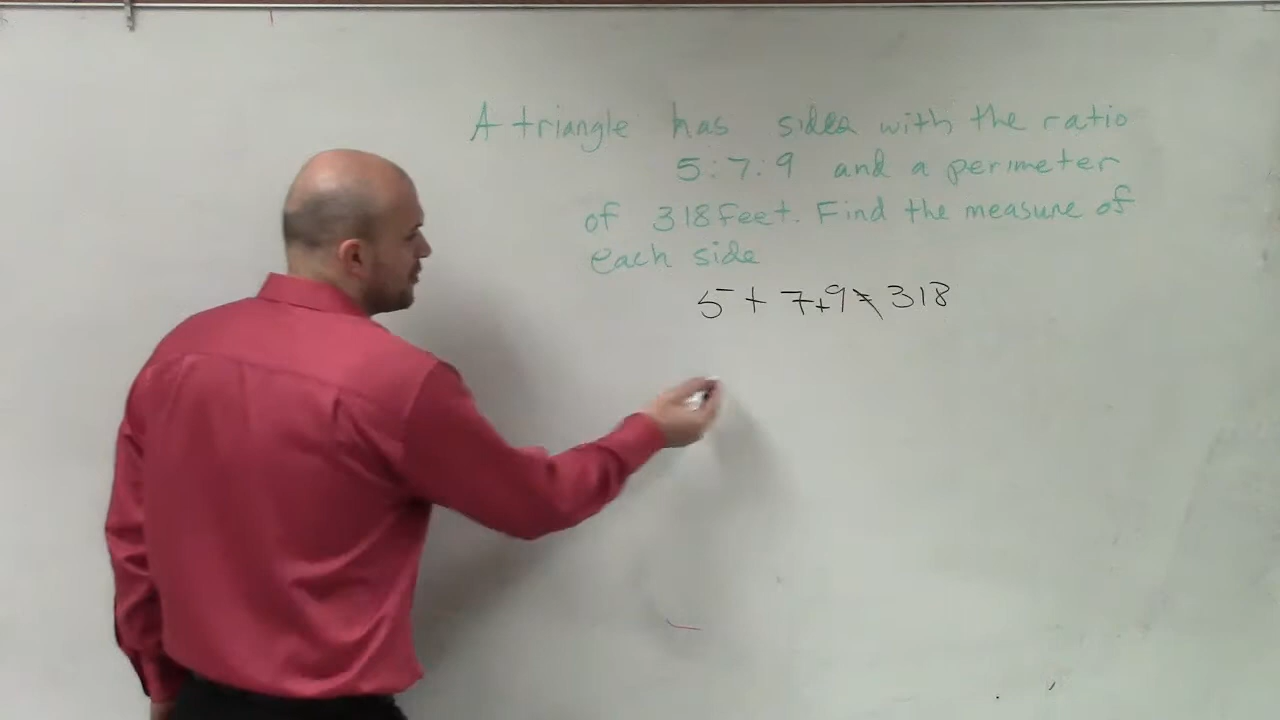 A triangle has sides with the ratio
5:7:9 and a perimeter
of 318 feet. Find the measure of
each side
5 + 7+9 ≠ 318